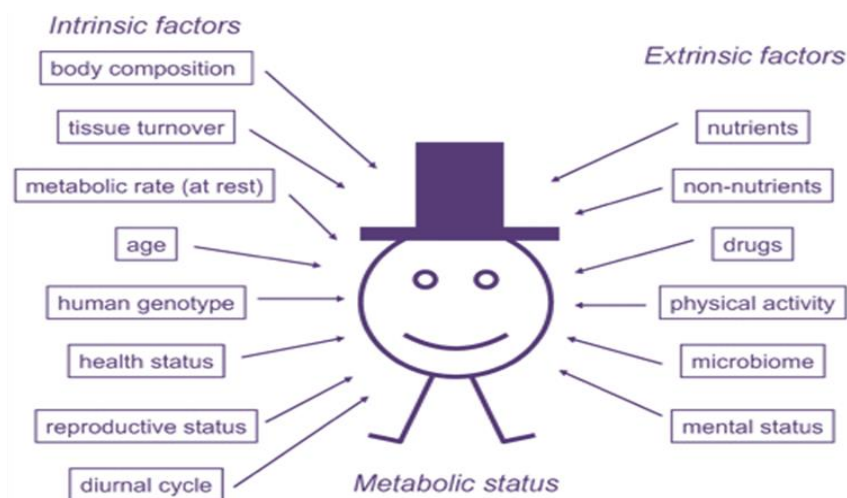 Intrinsic factors
body composition
tissue turnover
metabolic rate (at rest)
age
human genotype
health status
reproductive status
diurnal cycle
Extrinsic factors
nutrients
non-nutrients
drugs
physical activity
microbiome
mental status
Metabolic status